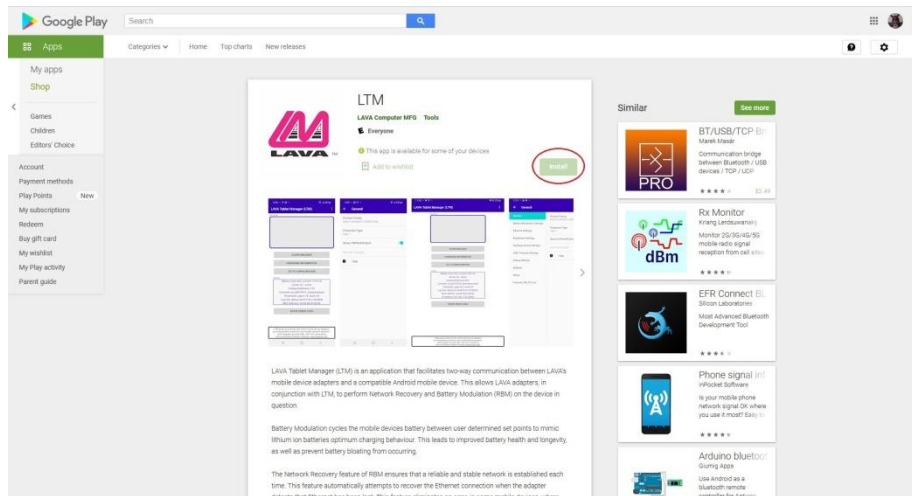 Google Play
Search
Apps
Categories
Home
Top charts
New releases
My apps
Shop
Games
Children
Editors' Choice
Account
Payment methods
Play Points
New
My subscriptions
Redeem
Buy gift card
My wishlist
My Play activity
Parent guide
LAVA
TM
LTM
LAVA Computer MFG Tools
Everyone
This app is available for some of your devices
Add to wishlist
Install
LAVA Tablet Manager (LTM)
General
LAVA Tablet Manager (LTM) is an application that facilitates two-way communication between LAVA's
mobile device adapters and a compatible Android mobile device. This allows LAVA adapters, in
conjunction with LTM, to perform Network Recovery and Battery Modulation (RBM) on the device in
question.
Battery Modulation cycles the mobile devices battery between user determined set points to mimic
lithium ion batteries optimum charging behaviour. This leads to improved battery health and longevity,
as well as prevent battery bloating from occurring.
The Network Recovery feature of RBM ensures that a reliable and stable network is established each
time. This feature automatically attempts to recover the Ethernet connection when the adapter
Similar
See more
PRO
BT/USB/TCP
Marek Masár
Communication bridge
between Bluetooth / USB
devices / TCP / UDP
$2.49
dBm
Rx Monitor
Monitor 2G/3G/4G/5G
mobile radio signal
reception from cell
EFR Connect
Silicon Laboratories
Most Advanced Bluetooth
Development Tool
Phone signal
inPocket Software
Is your mobile phone
network signal OK where
you use it most? Easy
Arduino bluetoot
Giumig Apps
Use Android as a
bluetooth remote